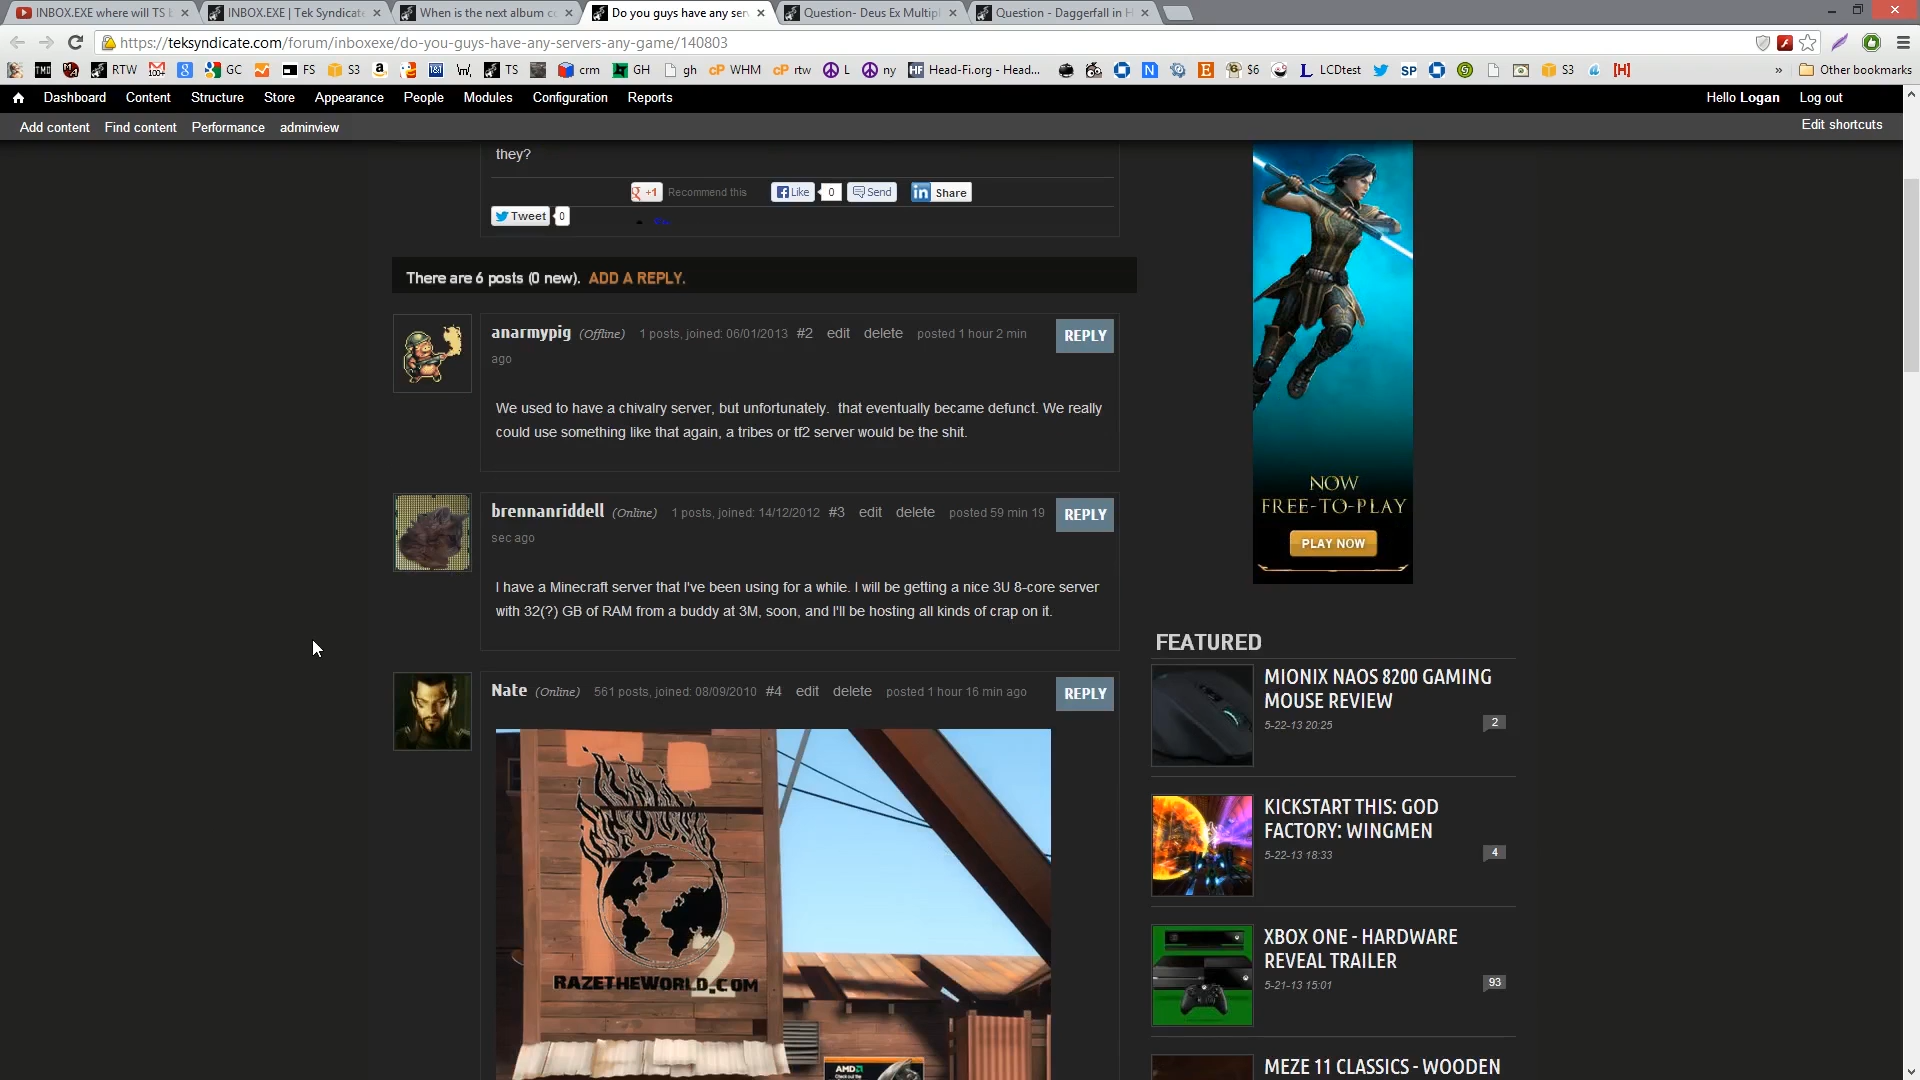 INBOX.EXE where will TS b
INBOX.EXE | Tek Syndicate
When is the next album co
Do you guys have any serv
Question- Deus Ex Multipl
Question - Daggerfall in H
https://teksyndicate.com/forum/inboxexe/do-you-guys-have-any-servers-any-game/140803
TMD RTW 100+ GC FS S3 TS crm GH gh cP WHM cP rtw L ny HF Head-Fi.org - Head... $6 LCDtest SP S3 [H] » Other bookmarks
Dashboard Content Structure Store Appearance People Modules Configuration Reports Hello Logan Log out
Add content Find content Performance adminview Edit shortcuts
they?
g +1 Recommend this Like 0 Send in Share
Tweet 0
There are 6 posts (0 new). ADD A REPLY.
anarmypig (Offline) 1 posts, joined: 06/01/2013 #2 edit delete posted 1 hour 2 min
ago
REPLY
We used to have a chivalry server, but unfortunately. that eventually became defunct. We really
could use something like that again, a tribes or tf2 server would be the shit.
brennanriddell (Online) 1 posts, joined: 14/12/2012 #3 edit delete posted 59 min 19
sec ago
REPLY
I have a Minecraft server that I've been using for a while. I will be getting a nice 3U 8-core server
with 32(?) GB of RAM from a buddy at 3M, soon, and I'll be hosting all kinds of crap on it.
Nate (Online) 561 posts, joined: 08/09/2010 #4 edit delete posted 1 hour 16 min ago
REPLY
2
RAZETHEWORLD.COM
AMD
NOW
FREE-TO-PLAY
PLAY NOW
FEATURED
MIONIX NAOS 8200 GAMING
MOUSE REVIEW
5-22-13 20:25
2
KICKSTART THIS: GOD
FACTORY: WINGMEN
5-22-13 18:33
4
XBOX ONE - HARDWARE
REVEAL TRAILER
5-21-13 15:01
93
MEZE 11 CLASSICS - WOODEN